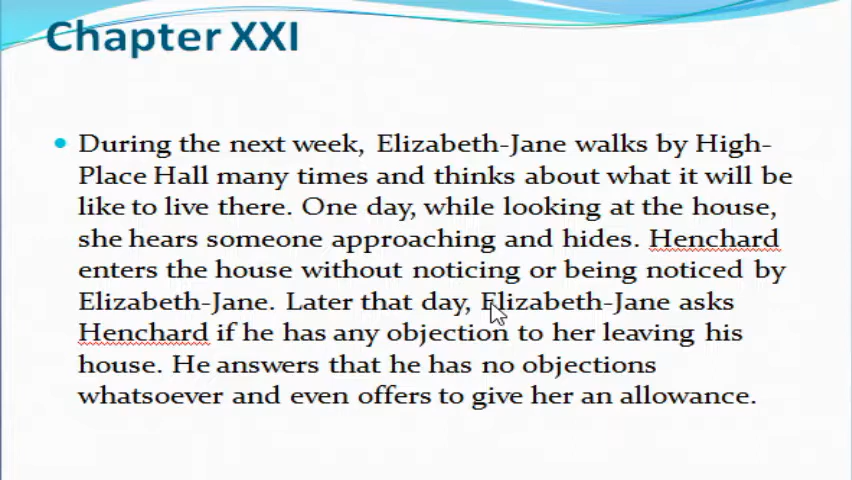 Chapter XXI
During the next week, Elizabeth-Jane walks by High-
Place Hall many times and thinks about what it will be
like to live there. One day, while looking at the house,
she hears someone approaching and hides. Henchard
enters the house without noticing or being noticed by
Elizabeth-Jane. Later that day, Elizabeth-Jane asks
Henchard if he has any objection to her leaving his
house. He answers that he has no objections
whatsoever and even offers to give her an allowance.